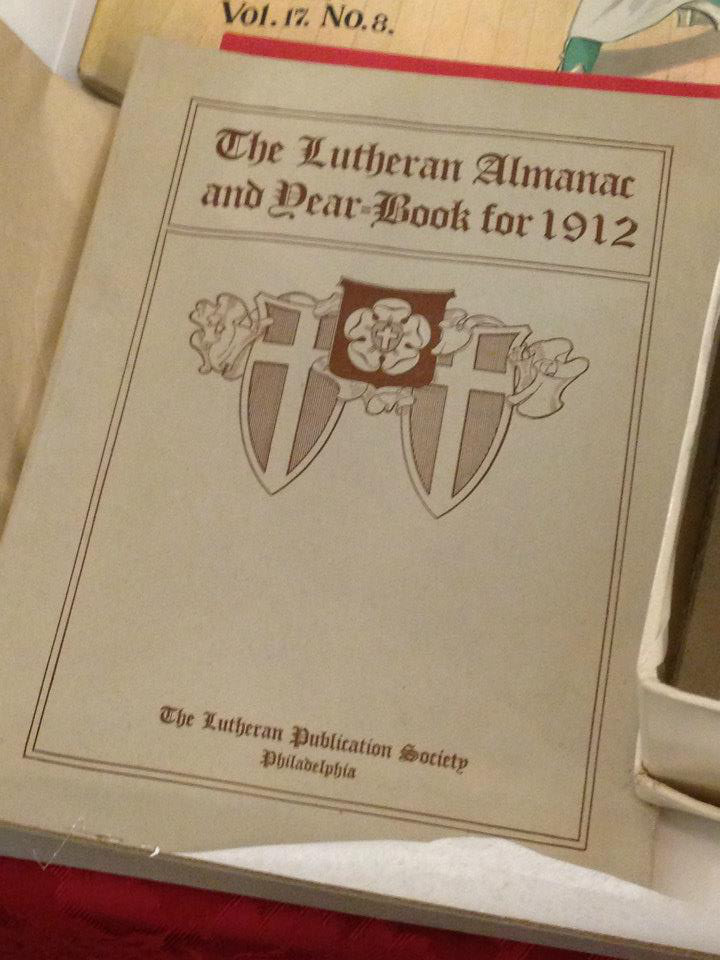 Vol. 17. No. 8.
The Lutheran Almanac
and Year-Book for 1912
The Lutheran Publication Society
Philadelphia